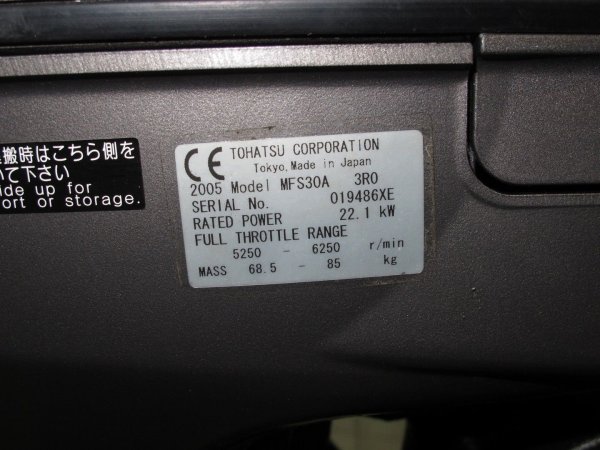 搬時はこちら側を
いて下さい
ide up for
ort or storage.
CE TOHATSU CORPORATION
Tokyo, Made in Japan
2005 Model MFS30A 3R0
SERIAL No. 019486XE
RATED POWER 22.1 kW
FULL THROTTLE RANGE
5250 - 6250 r/min
MASS 68.5 - 85 kg